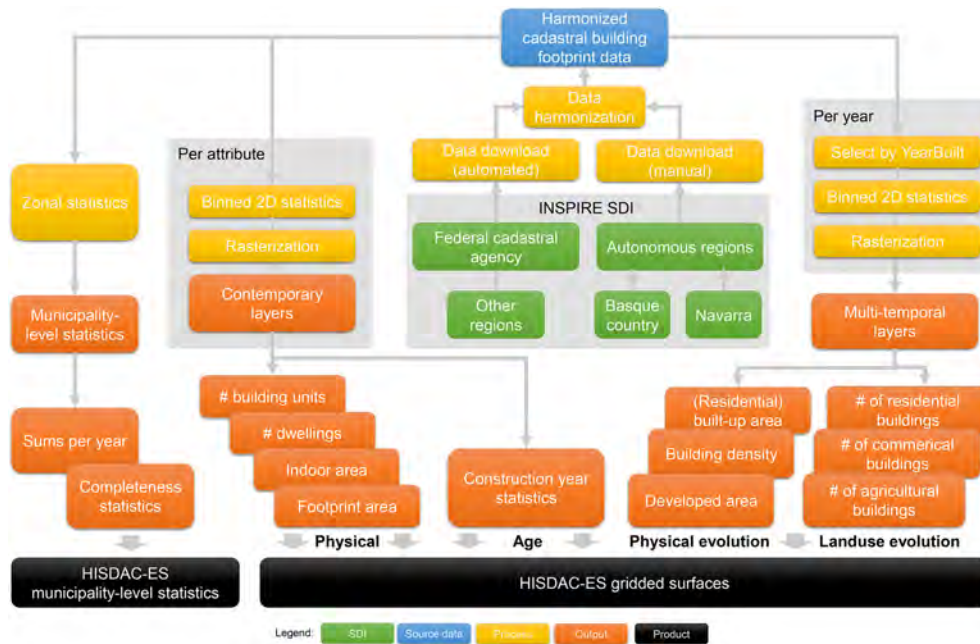 Harmonized
cadastral building
footprint data
Data
harmonization
Per year
Per attribute
Data download
(automated)
Data download
(manual)
Select by YearBuilt
Zonal statistics
Binned 2D statistics
INSPIRE SDI
Binned 2D statistics
Rasterization
Federal cadastral
agency
Autonomous regions
Rasterization
Municipality-
level statistics
Contemporary
layers
Other
regions
Basque
country
Navarra
Multi-temporal
layers
# building units
# dwellings
Indoor area
Footprint area
Sums per year
Completeness
statistics
Construction year
statistics
(Residential)
built-up area
Building density
Developed area
# of residential
buildings
# of commerical
buildings
# of agricultural
buildings
Physical
Age
Physical evolution
Landuse evolution
HISDAC-ES
municipality-level statistics
HISDAC-ES gridded surfaces
Legend:
SDI
Source data
Process
Output
Product